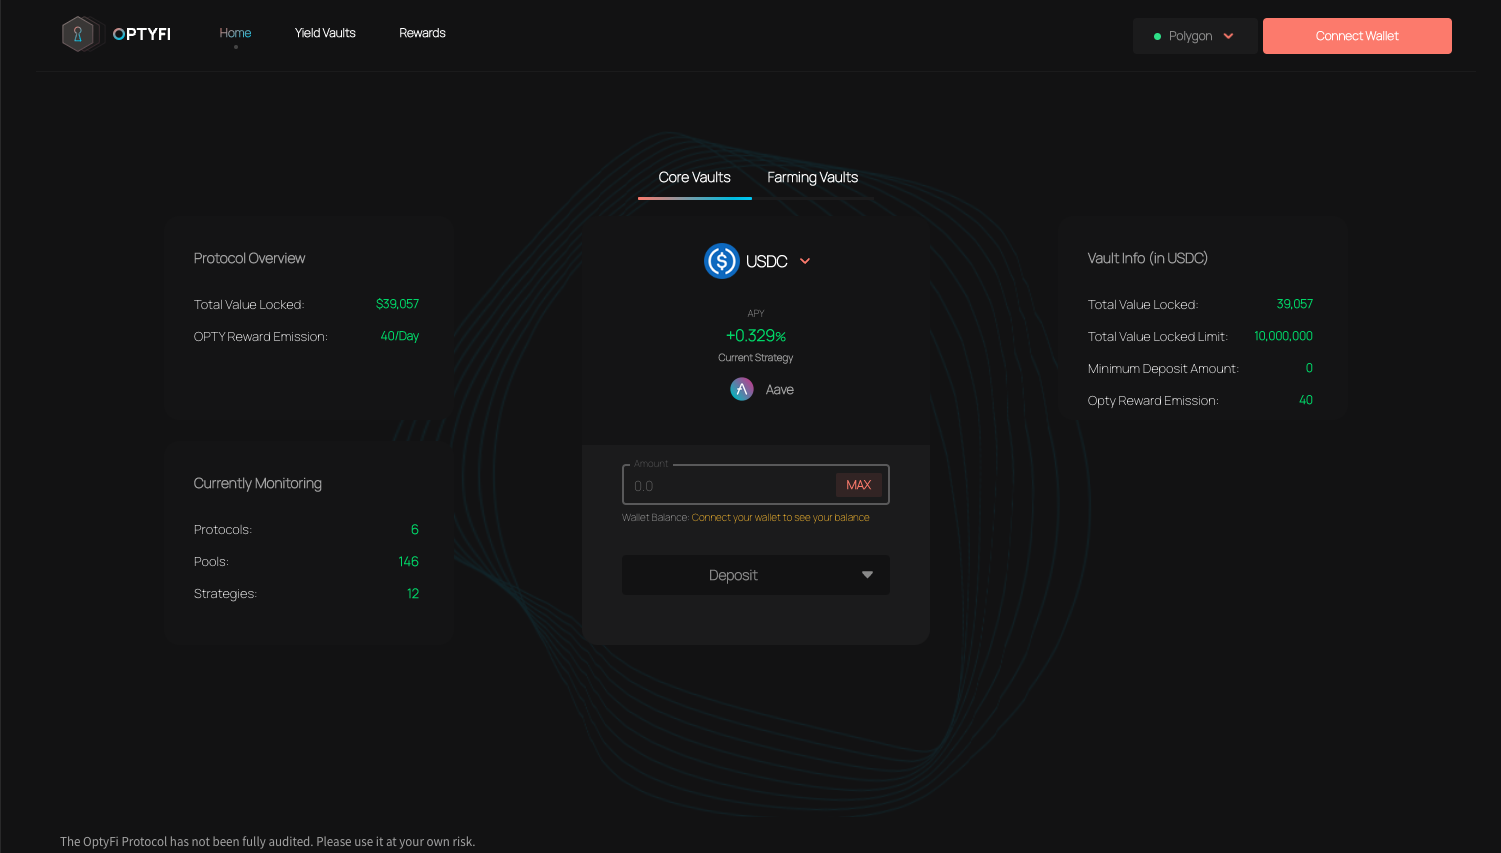 OPTYFI
Home
Yield Vaults
Rewards
Polygon
Connect Wallet
Core Vaults
Farming Vaults
Protocol Overview
Total Value Locked: $39,057
OPTY Reward Emission: 40/Day
Currently Monitoring
Protocols: 6
Pools: 146
Strategies: 12
USDC
APY
+0.329%
Current Strategy
Aave
Amount
0.0
MAX
Wallet Balance: Connect your wallet to see your balance
Deposit
Vault Info (in USDC)
Total Value Locked: 39,057
Total Value Locked Limit: 10,000,000
Minimum Deposit Amount: 0
Opty Reward Emission: 40
The OptyFi Protocol has not been fully audited. Please use it at your own risk.